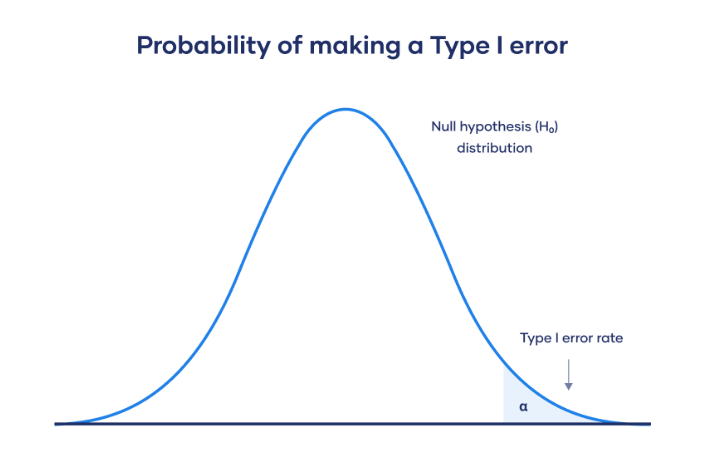 Probability of making a Type I error
Null hypothesis (H₀)
distribution
Type I error rate
α